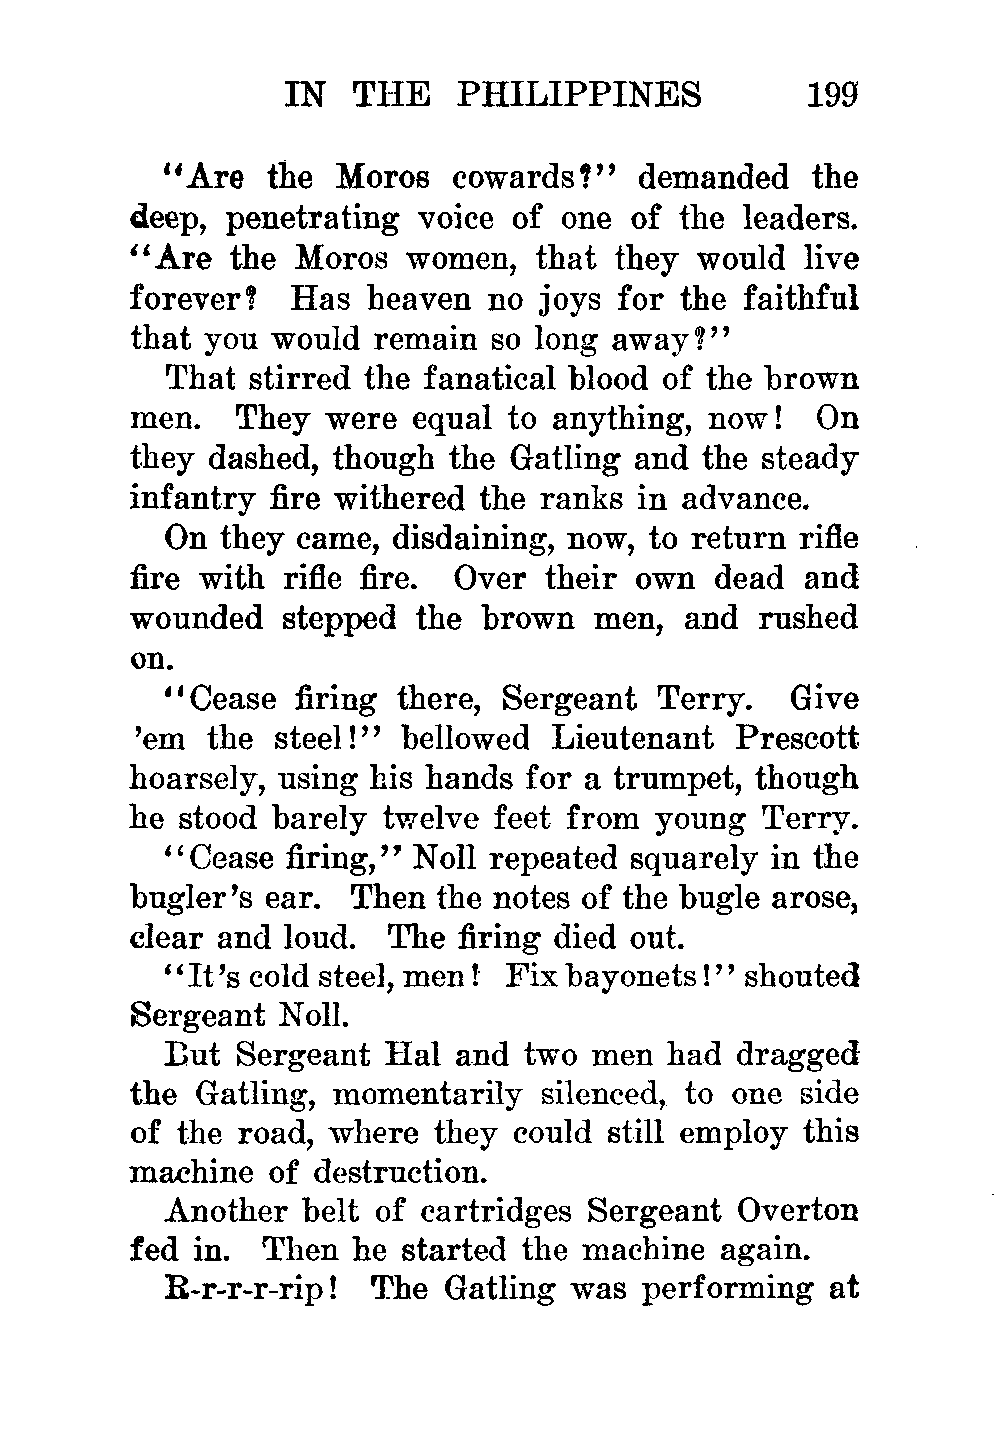 IN THE PHILIPPINES 199
"Are the Moros cowards?" demanded the
deep, penetrating voice of one of the leaders.
"Are the Moros women, that they would live
forever? Has heaven no joys for the faithful
that you would remain so long away?"
That stirred the fanatical blood of the brown
men. They were equal to anything, now! On
they dashed, though the Gatling and the steady
infantry fire withered the ranks in advance.
On they came, disdaining, now, to return rifle
fire with rifle fire. Over their own dead and
wounded stepped the brown men, and rushed
on.
"Cease firing there, Sergeant Terry. Give
'em the steel!" bellowed Lieutenant Prescott
hoarsely, using his hands for a trumpet, though
he stood barely twelve feet from young Terry.
"Cease firing," Noll repeated squarely in the
bugler's ear. Then the notes of the bugle arose,
clear and loud. The firing died out.
"It's cold steel, men! Fix bayonets!" shouted
Sergeant Noll.
But Sergeant Hal and two men had dragged
the Gatling, momentarily silenced, to one side
of the road, where they could still employ this
machine of destruction.
Another belt of cartridges Sergeant Overton
fed in. Then he started the machine again.
R-r-r-r-rip! The Gatling was performing at